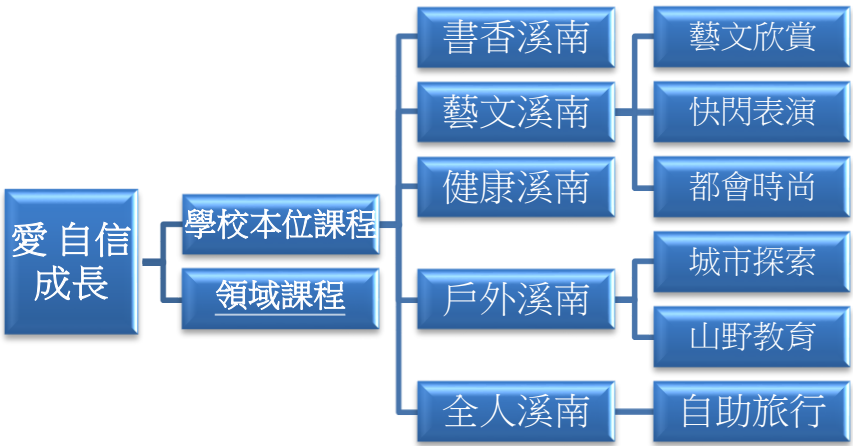 愛 自信
成長
學校本位課程
領域課程
書香溪南
藝文溪南
健康溪南
戶外溪南
全人溪南
藝文欣賞
快閃表演
都會時尚
城市探索
山野教育
自助旅行